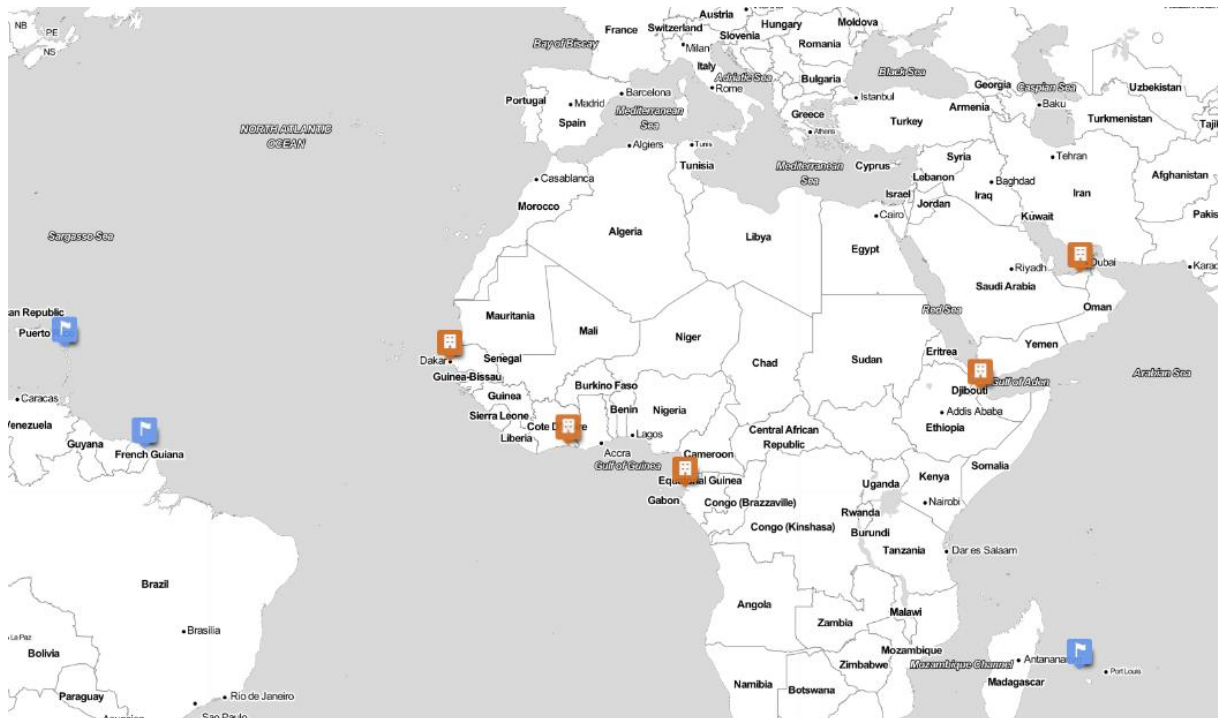 NB
PE
NS
Bay of Biscay
France
Switzerland
Austria
Hungary
Moldova
Slovenia
Romania
Milan
Italy
Adriatic Sea
Rome
Bulgaria
Black Sea
Georgia
Caspian Sea
Uzbekistan
Barcelona
Portugal
Madrid
Spain
Mediterranean
Sea
Istanbul
Armenia
Baku
Turkmenistan
Greece
Athens
Turkey
NORTH ATLANTIC
OCEAN
Algiers
Tunis
Tunisia
Mediterranean
Sea
Cyprus
Syria
Lebanon
Tehran
Afghanistan
Casablanca
Morocco
Israel
Jordan
Baghdad
Iraq
Iran
Cairo
Kuwait
Sargasso Sea
Algeria
Libya
Egypt
Riyadh
Saudi Arabia
Dubai
Oman
an Republic
Puerto
Mauritania
Mali
Niger
Chad
Sudan
Red Sea
Eritrea
Yemen
Dakar
Senegal
Guinea-Bissau
Burkino Faso
Djibouti
Gulf of Aden
Arabian Sea
Caracas
Guinea
Benin
Nigeria
Addis Ababa
Ethiopia
Sierra Leone
Liberia
Lagos
Accra
Gulf of Guinea
Cameroon
Central African
Republic
Somalia
Guyana
French Guiana
Equatorial Guinea
Gabon
Congo (Brazzaville)
Congo (Kinshasa)
Uganda
Kenya
Nairobi
Rwanda
Burundi
Tanzania
Dar es Salaam
Brazil
Angola
Zambia
Malawi
La Paz
Bolivia
Brasilia
Mozambique
Zimbabwe
Mozambique Channel
Madagascar
Port Louis
Paraguay
Rio de Janeiro
Sao Paulo
Namibia
Botswana